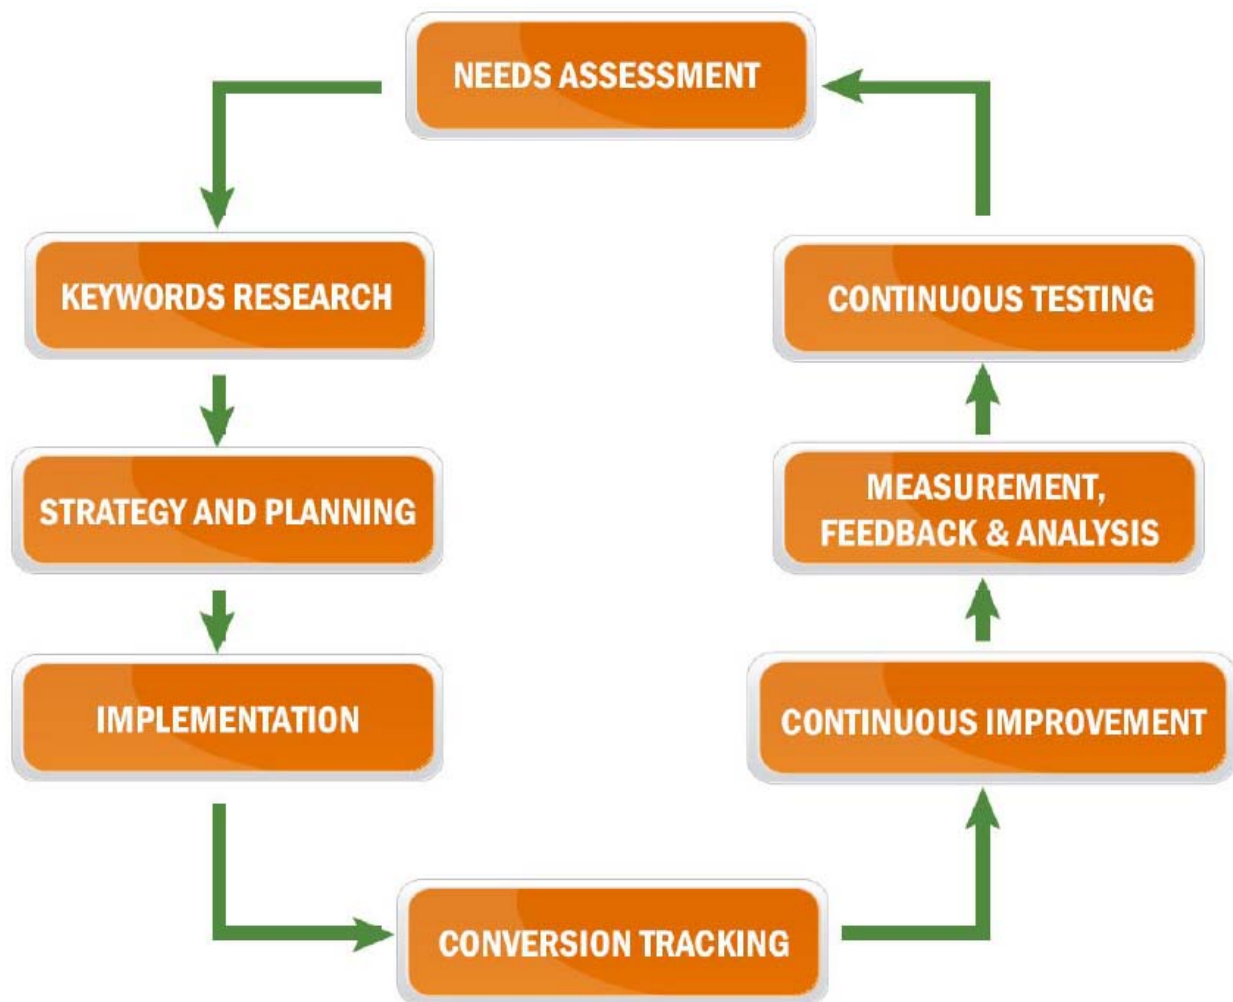 NEEDS ASSESSMENT
KEYWORDS RESEARCH
STRATEGY AND PLANNING
IMPLEMENTATION
CONVERSION TRACKING
CONTINUOUS IMPROVEMENT
MEASUREMENT,
FEEDBACK & ANALYSIS
CONTINUOUS TESTING